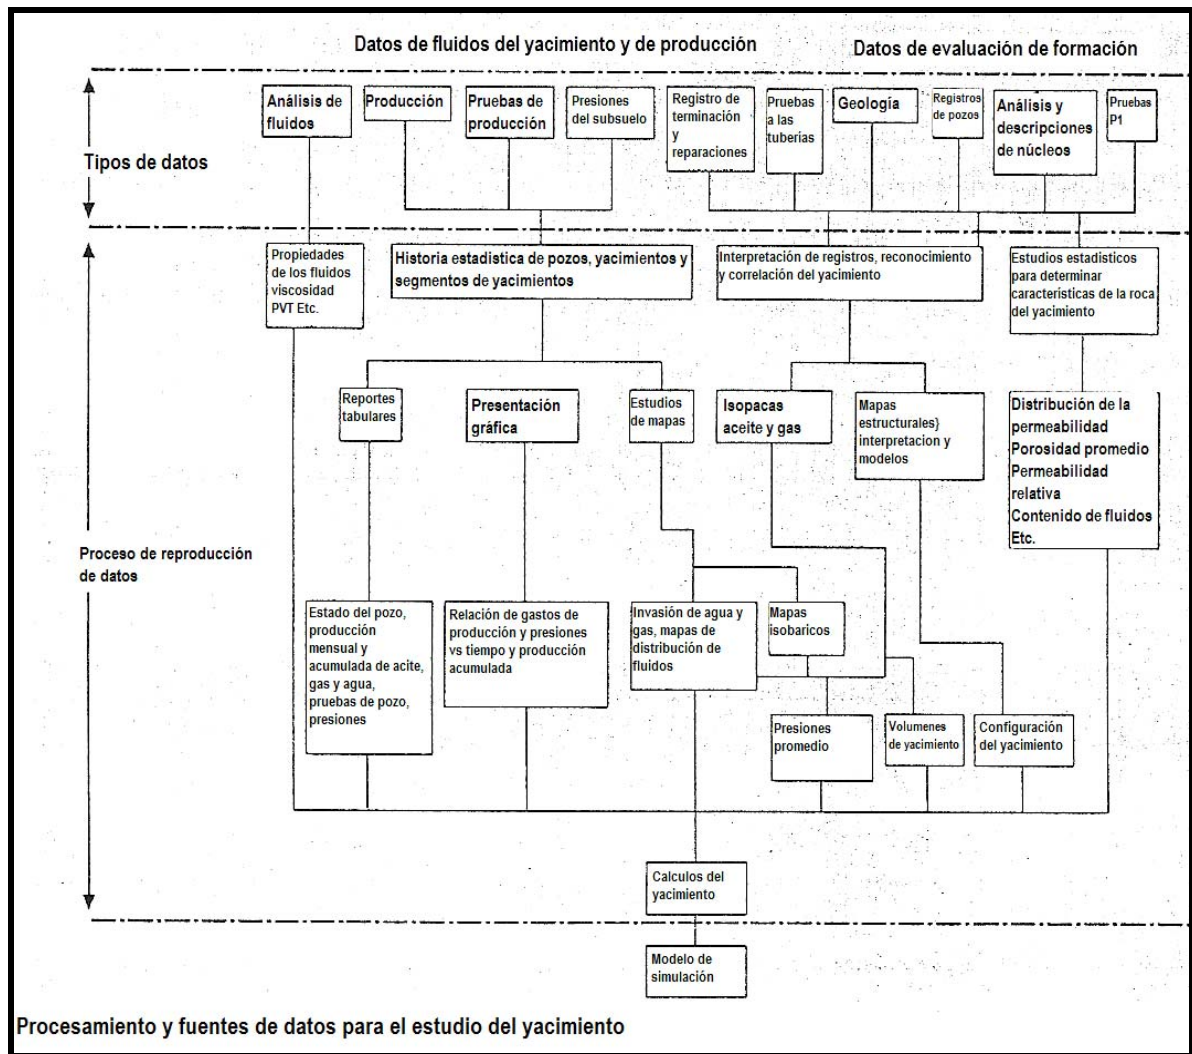 Datos de fluidos del yacimiento y de producción
Datos de evaluación de formación
Tipos de datos
Análisis de
fluidos
Producción
Pruebas de
producción
Presiones
del subsuelo
Registro de
terminación
y
reparaciones
Pruebas
a las
tuberías
Geología
Registros
de pozos
Análisis y
descripciones
de núcleos
Pruebas
P1
Proceso de reproducción
de datos
Propiedades
de los fluidos
viscosidad
PVT Etc.
Historia estadistica de pozos, yacimientos y
segmentos de yacimientos
Interpretación de registros, reconocimiento
y correlación del yacimiento
Estudios estadisticos
para determinar
características de la roca
del yacimiento
Reportes
tabulares
Presentación
gráfica
Estudios
de mapas
Isopacas
aceite y gas
Mapas
estructurales}
interpretacion y
modelos
Distribución de la
permeabilidad
Porosidad promedio
Permeabilidad
relativa
Contenido de fluidos
Etc.
Estado del pozo,
producción
mensual y
acumulada de acite,
gas y agua,
pruebas de pozo,
presiones
Relación de gastos de
producción y presiones
vs tiempo y producción
acumulada
Invasión de agua y
gas, mapas de
distribución de
fluidos
Mapas
isobaricos
Presiones
promedio
Volumenes
de yacimiento
Configuración
del yacimiento
Calculos del
yacimiento
Modelo de
simulación
Procesamiento y fuentes de datos para el estudio del yacimiento